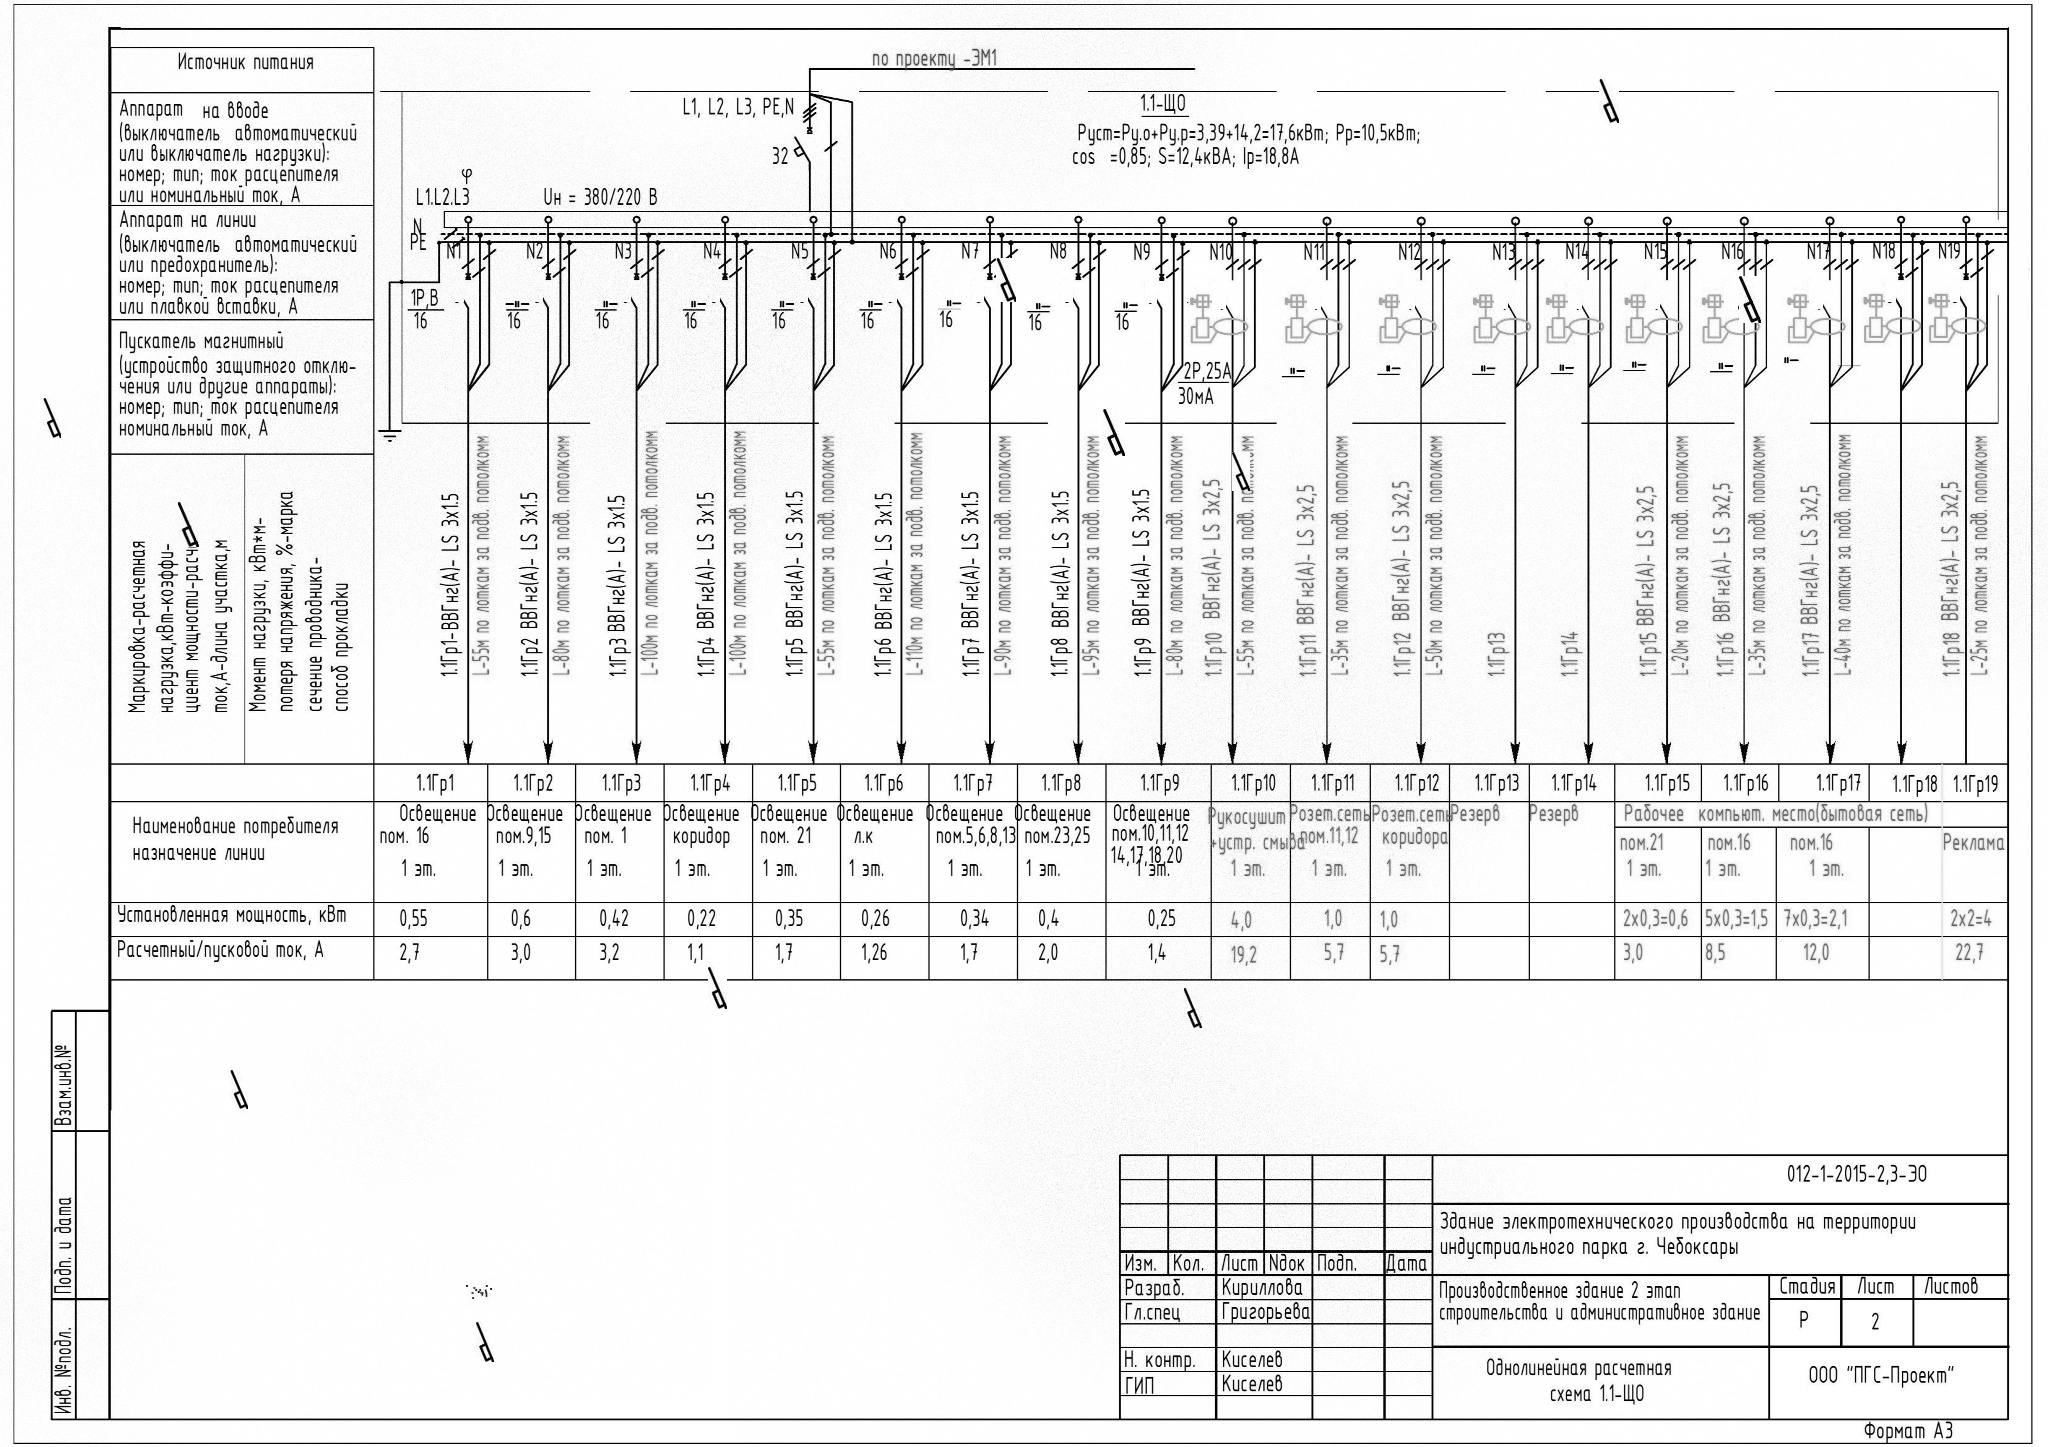 Источник питания
Аппарат на вводе
(выключатель автоматический
или выключатель нагрузки):
номер; тип; ток расцепителя
или номинальный ток, А
Аппарат на линии
(выключатель автоматический
или предохранитель):
номер; тип; ток расцепителя
или плавкой вставки, А
Пускатель магнитный
(устройство защитного отклю-
чения или другие аппараты):
номер; тип; ток расцепителя
номинальный ток, А
Маркировка-расчетная
нагрузка,кВт-коэффи-
циент мощности-расч
ток,А-длина участка,м
Момент нагрузки, кВт*м-
потеря напряжения, %-марка
сечение проводника-
способ прокладки
по проекту -ЭМ1
L1, L2, L3, PE,N
32
1.1-ЩО
Руст=Ру.о+Ру.р=3,39+14,2=17,6кВт; Рр=10,5кВт;
cos =0,85; S=12,4кВА; Iр=18,8А
φ
L1.L2.L3
Uн = 380/220 В
N
PE
N1 N2 N3 N4 N5 N6 N7 N8 N9 N10 N11 N12 N13 N14 N15 N16 N17 N18 N19
1P,B
16 16 16 16 16 16 16 16 16
2P,25A
30мА
1.1Гр1-ВВГнг(А)- LS 3х1.5
L-55м по лоткам за подв. потолкомм
1.1Гр2 ВВГнг(А)- LS 3х1.5
L-80м по лоткам за подв. потолкомм
1.1Гр3 ВВГнг(А)- LS 3х1.5
L-100м по лоткам за подв. потолкомм
1.1Гр4 ВВГнг(А)- LS 3х1.5
L-100м по лоткам за подв. потолкомм
1.1Гр5 ВВГнг(А)- LS 3х1.5
L-55м по лоткам за подв. потолкомм
1.1Гр6 ВВГнг(А)- LS 3х1.5
L-110м по лоткам за подв. потолкомм
1.1Гр7 ВВГнг(А)- LS 3х1.5
L-90м по лоткам за подв. потолкомм
1.1Гр8 ВВГнг(А)- LS 3х1.5
L-95м по лоткам за подв. потолкомм
1.1Гр9 ВВГнг(А)- LS 3х1.5
L-80м по лоткам за подв. потолкомм
1.1Гр10 ВВГнг(А)- LS 3х2,5
L-55м по лоткам за подв. потолкомм
1.1Гр11 ВВГнг(А)- LS 3х2,5
L-35м по лоткам за подв. потолкомм
1.1Гр12 ВВГнг(А)- LS 3х2,5
L-50м по лоткам за подв. потолкомм
1.1Гр13
1.1Гр14
1.1Гр15 ВВГнг(А)- LS 3х2,5
L-20м по лоткам за подв. потолкомм
1.1Гр16 ВВГнг(А)- LS 3х2,5
L-35м по лоткам за подв. потолкомм
1.1Гр17 ВВГнг(А)- LS 3х2,5
L-40м по лоткам за подв. потолкомм
1.1Гр18 ВВГнг(А)- LS 3х2,5
L-25м по лоткам за подв. потолкомм
1.1Гр1 1.1Гр2 1.1Гр3 1.1Гр4 1.1Гр5 1.1Гр6 1.1Гр7 1.1Гр8 1.1Гр9 1.1Гр10 1.1Гр11 1.1Гр12 1.1Гр13 1.1Гр14 1.1Гр15 1.1Гр16 1.1Гр17 1.1Гр18 1.1Гр19
Наименование потребителя
назначение линии
Освещение
пом. 16
1 эт.
Освещение
пом.9,15
1 эт.
Освещение
пом. 1
1 эт.
Освещение
коридор
1 эт.
Освещение
пом. 21
1 эт.
Освещение
л.к
1 эт.
Освещение
пом.5,6,8,13
1 эт.
Освещение
пом.23,25
1 эт.
Освещение
пом.10,11,12
14,17,18,20
1 эт.
Рукосушит
+устр. смыва
1 эт.
Розет.сеть
пом.11,12
1 эт.
Розет.сеть
коридора
1 эт.
Резерв
Резерв
Рабочее компьют. место(бытовая сеть)
пом.21
1 эт.
пом.16
1 эт.
пом.16
1 эт.
Реклама
Установленная мощность, кВт 0,55 0,6 0,42 0,22 0,35 0,26 0,34 0,4 0,25 4,0 1,0 1,0 2х0,3=0,6 5х0,3=1,5 7х0,3=2,1 2х2=4
Расчетный/пусковой ток, А 2,7 3,0 3,2 1,1 1,7 1,26 1,7 2,0 1,4 19,2 5,7 5,7 3,0 8,5 12,0 22,7
Взам.инв.№
Подп. и дата
Инв. №подл.
012-1-2015-2,3-ЭО
Здание электротехнического производства на территории
индустриального парка г. Чебоксары
Изм. Кол. Лист Nдок Подп. Дата
Разраб. Кириллова
Гл.спец Григорьева
Н. контр. Киселев
ГИП Киселев
Производственное здание 2 этап
строительства и административное здание
Стадия Лист Листов
Р 2
Однолинейная расчетная
схема 1.1-ЩО
ООО "ПГС-Проект"
Формат А3